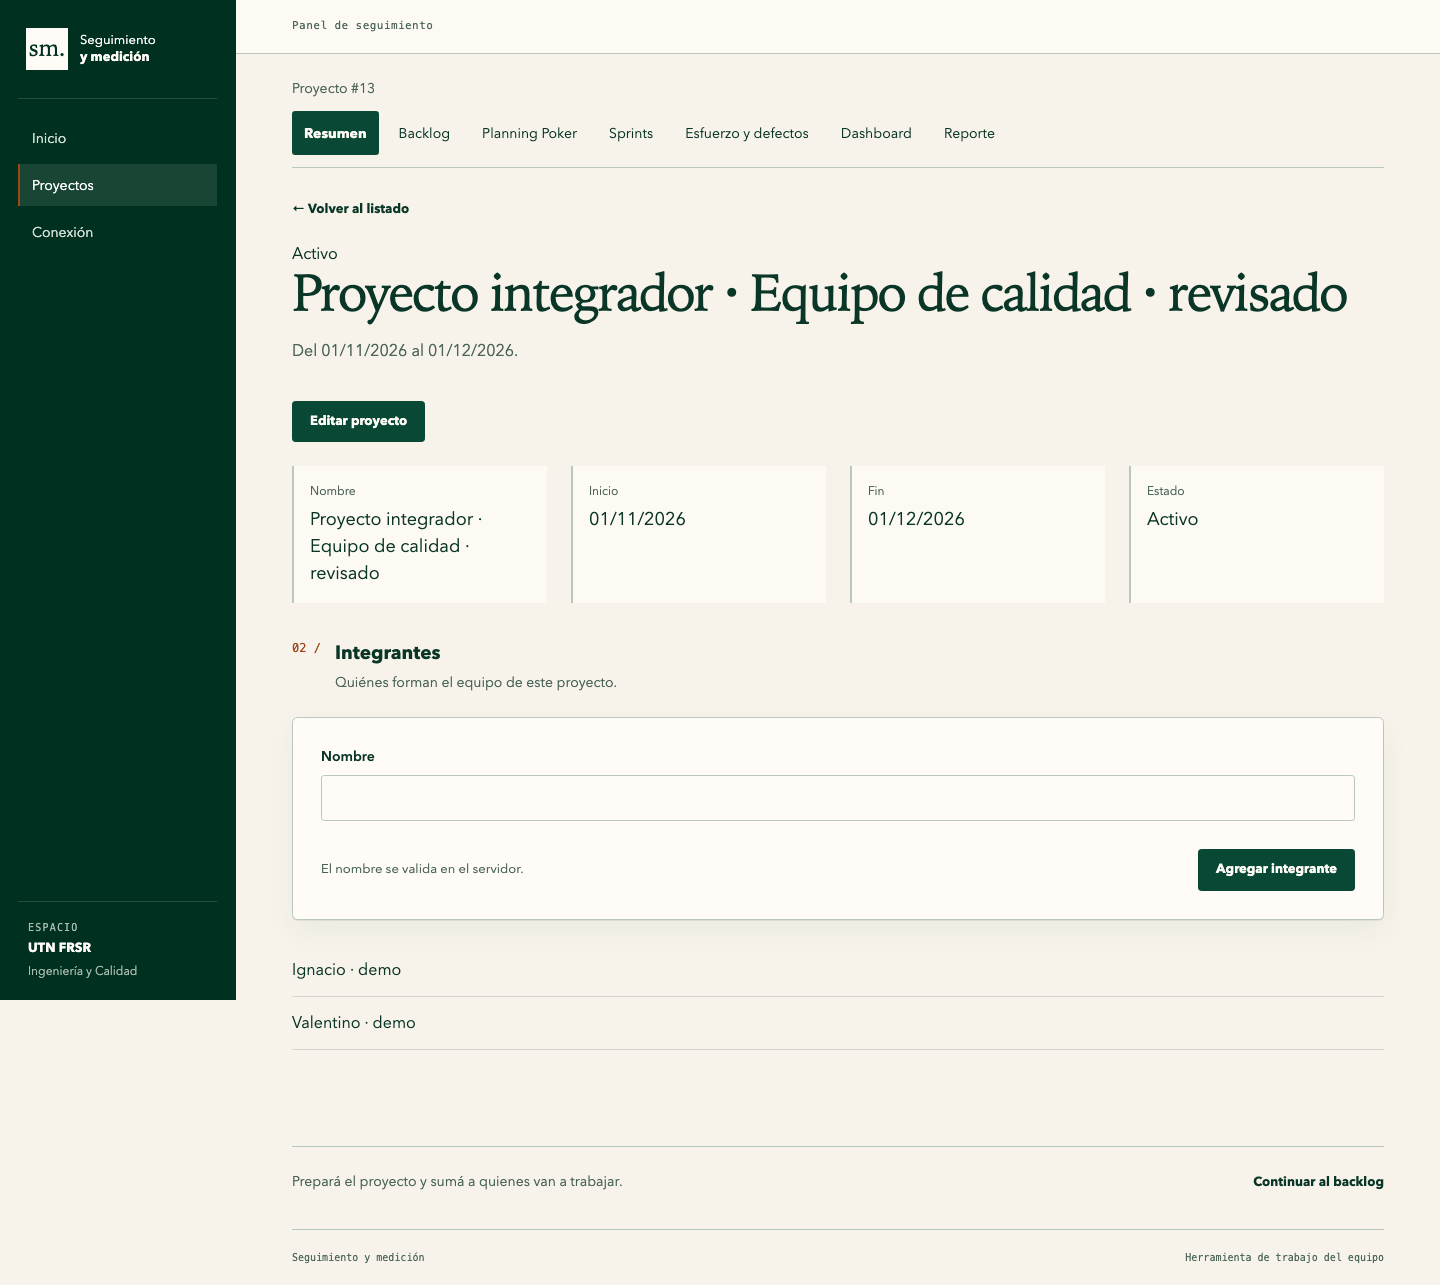 sm.
Seguimiento
y medición
Inicio
Proyectos
Conexión
ESPACIO
UTN FRSR
Ingeniería y Calidad
Panel de seguimiento
Proyecto #13
Resumen
Backlog
Planning Poker
Sprints
Esfuerzo y defectos
Dashboard
Reporte
← Volver al listado
Activo
Proyecto integrador · Equipo de calidad · revisado
Del 01/11/2026 al 01/12/2026.
Editar proyecto
Nombre
Proyecto integrador ·
Equipo de calidad ·
revisado
Inicio
01/11/2026
Fin
01/12/2026
Estado
Activo
02 /
Integrantes
Quiénes forman el equipo de este proyecto.
Nombre
El nombre se valida en el servidor.
Agregar integrante
Ignacio · demo
Valentino · demo
Prepará el proyecto y sumá a quienes van a trabajar.
Continuar al backlog
Seguimiento y medición
Herramienta de trabajo del equipo